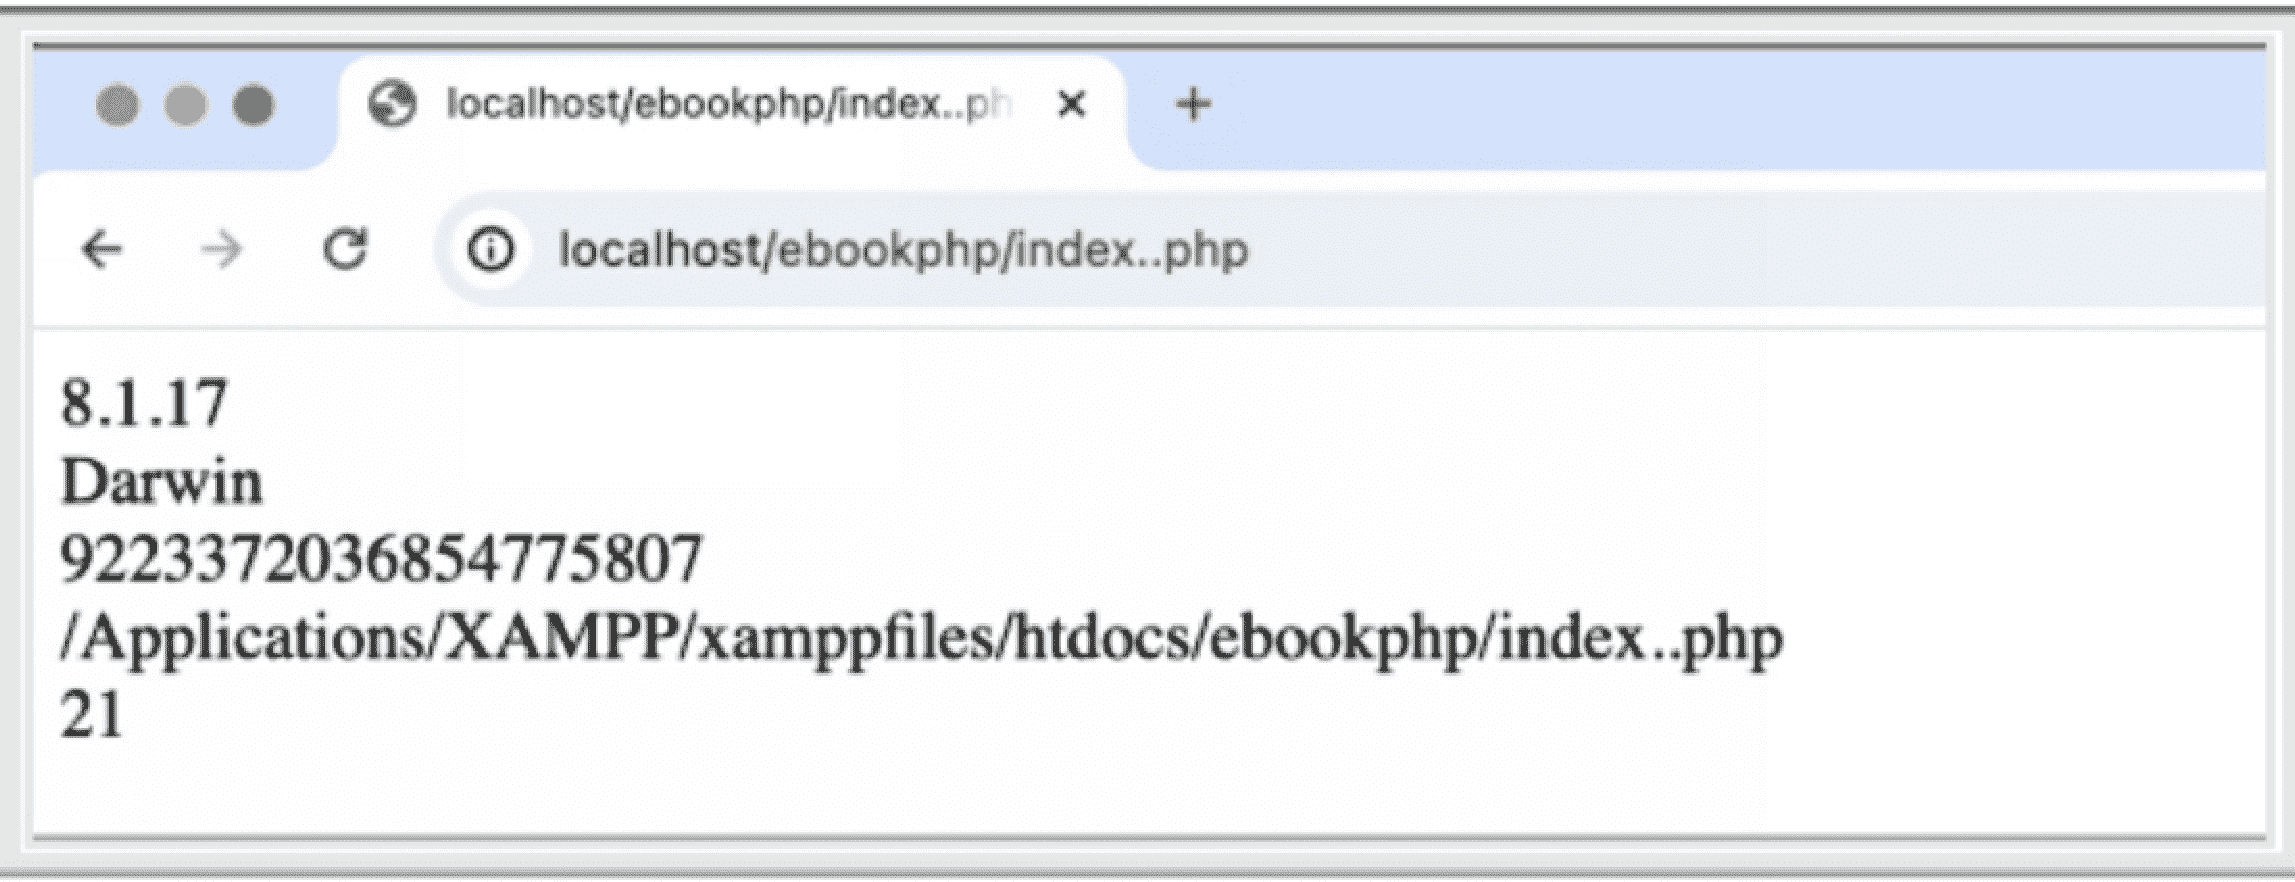 localhost/ebookphp/index..ph
localhost/ebookphp/index..php
8.1.17
Darwin
9223372036854775807
/Applications/XAMPP/xamppfiles/htdocs/ebookphp/index..php
21